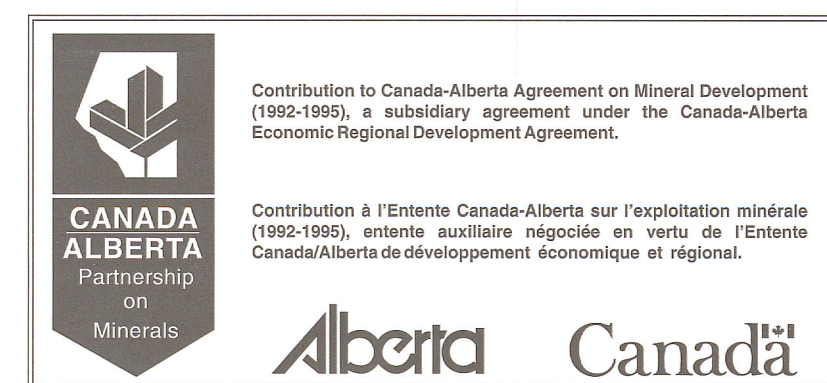 Contribution to Canada-Alberta Agreement on Mineral Development
(1992-1995), a subsidiary agreement under the Canada-Alberta
Economic Regional Development Agreement.
Contribution à l'Entente Canada-Alberta sur l'exploitation minérale
(1992-1995), entente auxiliaire négociée en vertu de l'Entente
Canada/Alberta de développement économique et régional.
CANADA
ALBERTA
Partnership
on
Minerals
Alberta
Canada